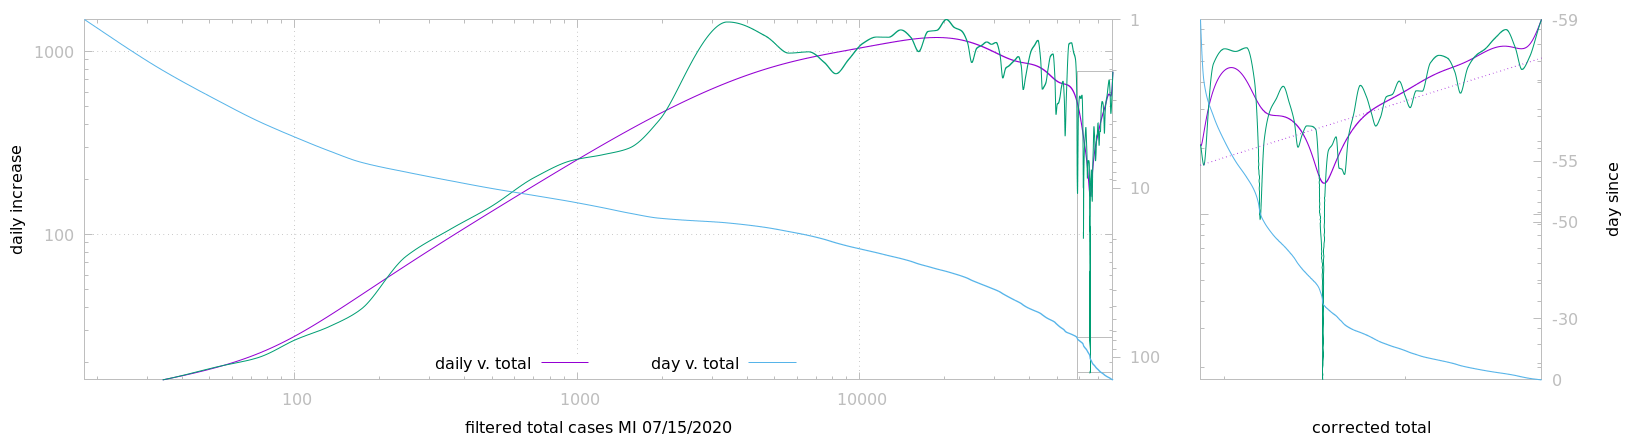 1000
100
daily increase
100
1000
10000
filtered total cases MI 07/15/2020
daily v. total
day v. total
1
10
100
-59
-55
-50
-30
0
day since
corrected total